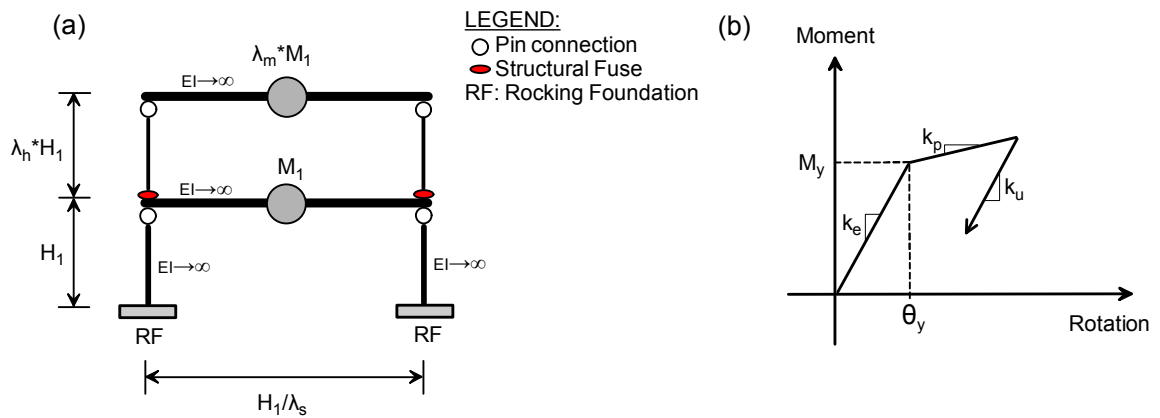 (a)
λm*M1
EI→∞
λh*H1
M1
EI→∞
H1
EI→∞
EI→∞
RF
RF
H1/λs
LEGEND:
Pin connection
Structural Fuse
RF: Rocking Foundation
(b)
Moment
My
kp
ke
ku
θy
Rotation